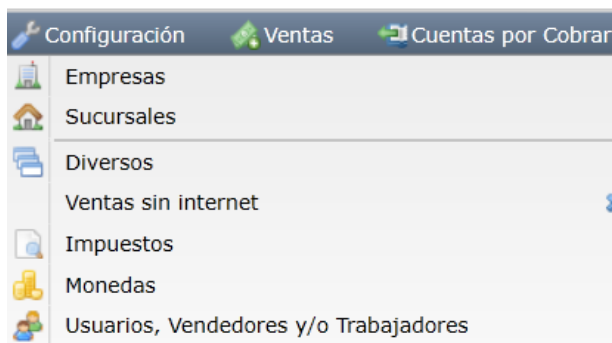 Configuración Ventas Cuentas por Cobrar
Empresas
Sucursales
Diversos
Ventas sin internet
Impuestos
Monedas
Usuarios, Vendedores y/o Trabajadores